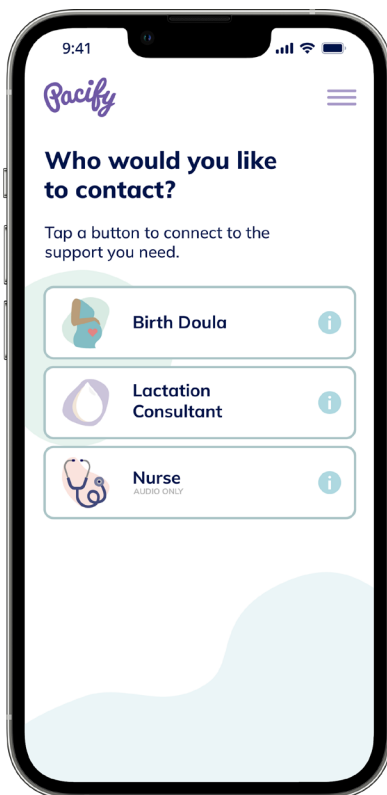 9:41
Pacify
Who would you like
to contact?
Tap a button to connect to the
support you need.
Birth Doula
i
Lactation
Consultant
i
Nurse
AUDIO ONLY
i